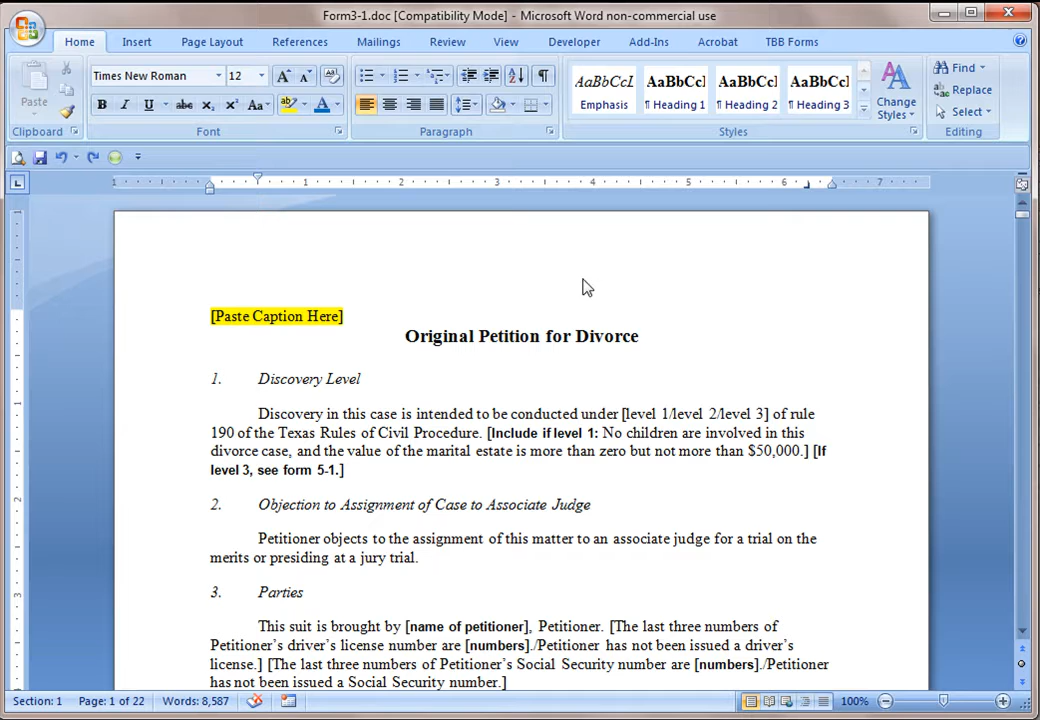 Form3-1.doc [Compatibility Mode] - Microsoft Word non-commercial use
Home Insert Page Layout References Mailings Review View Developer Add-Ins Acrobat TBB Forms
Times New Roman 12
Paste
AaBbCcI AaBbCcI AaBbCcI AaBbCcI
Emphasis ¶ Heading 1 ¶ Heading 2 ¶ Heading 3
Change Styles
Find
Replace
Select
Clipboard Font Paragraph Styles Editing
1 1 2 3 4 5 6 7
[Paste Caption Here]
Original Petition for Divorce
1. Discovery Level
Discovery in this case is intended to be conducted under [level 1/level 2/level 3] of rule
190 of the Texas Rules of Civil Procedure. [Include if level 1: No children are involved in this
divorce case, and the value of the marital estate is more than zero but not more than $50,000.] [If
level 3, see form 5-1.]
2. Objection to Assignment of Case to Associate Judge
Petitioner objects to the assignment of this matter to an associate judge for a trial on the
merits or presiding at a jury trial.
3. Parties
This suit is brought by [name of petitioner], Petitioner. [The last three numbers of
Petitioner’s driver’s license number are [numbers]./Petitioner has not been issued a driver’s
license.] [The last three numbers of Petitioner’s Social Security number are [numbers]./Petitioner
has not been issued a Social Security number.]
Section: 1 Page: 1 of 22 Words: 8,587 100%